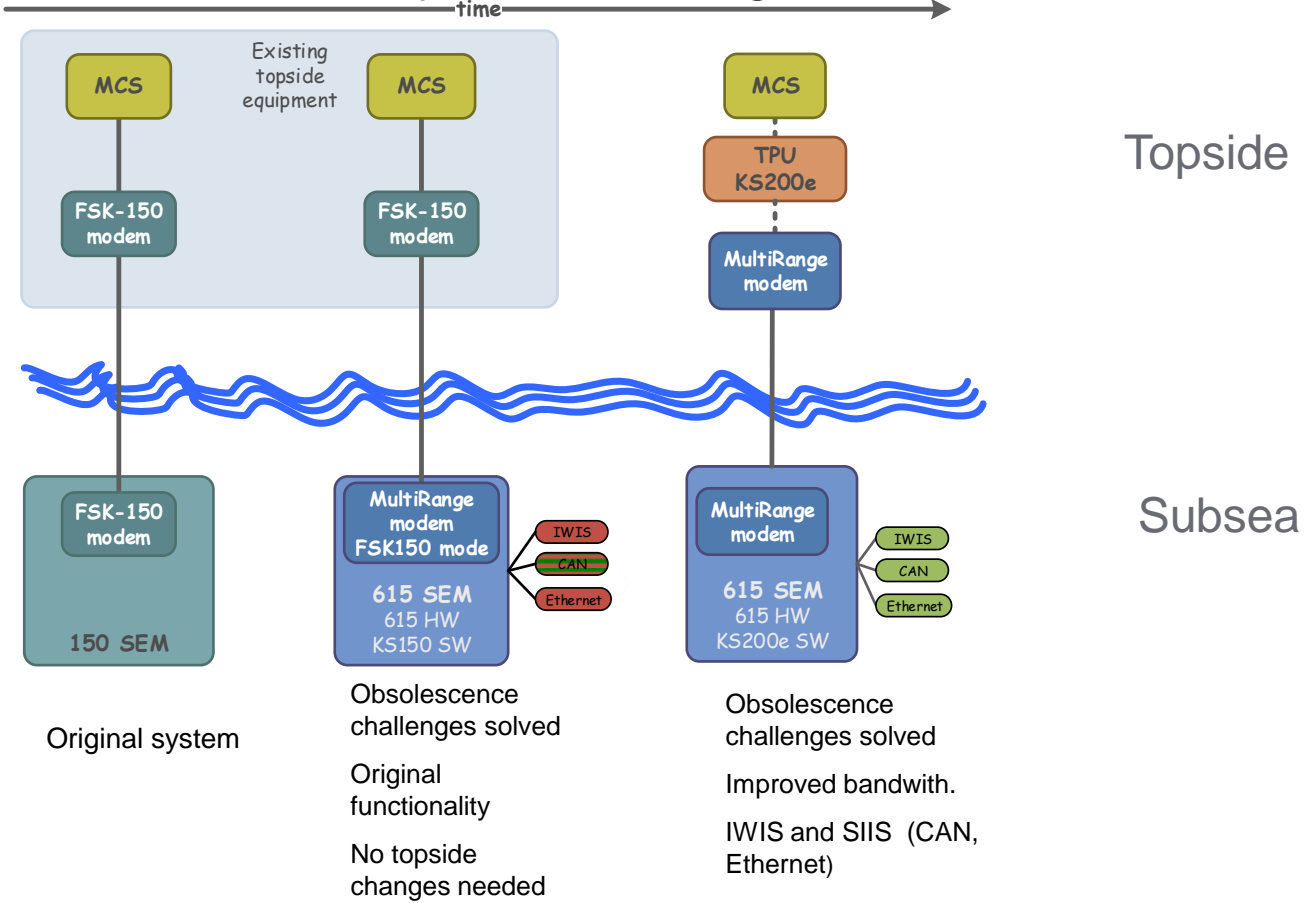 time
Existing
topside
equipment
MCS
MCS
MCS
TPU
KS200e
FSK-150
modem
FSK-150
modem
MultiRange
modem
Topside
Subsea
FSK-150
modem
150 SEM
MultiRange
modem
FSK150 mode
615 SEM
615 HW
KS150 SW
IWIS
CAN
Ethernet
MultiRange
modem
615 SEM
615 HW
KS200e SW
IWIS
CAN
Ethernet
Original system
Obsolescence
challenges solved
Original
functionality
No topside
changes needed
Obsolescence
challenges solved
Improved bandwith.
IWIS and SIIS (CAN,
Ethernet)